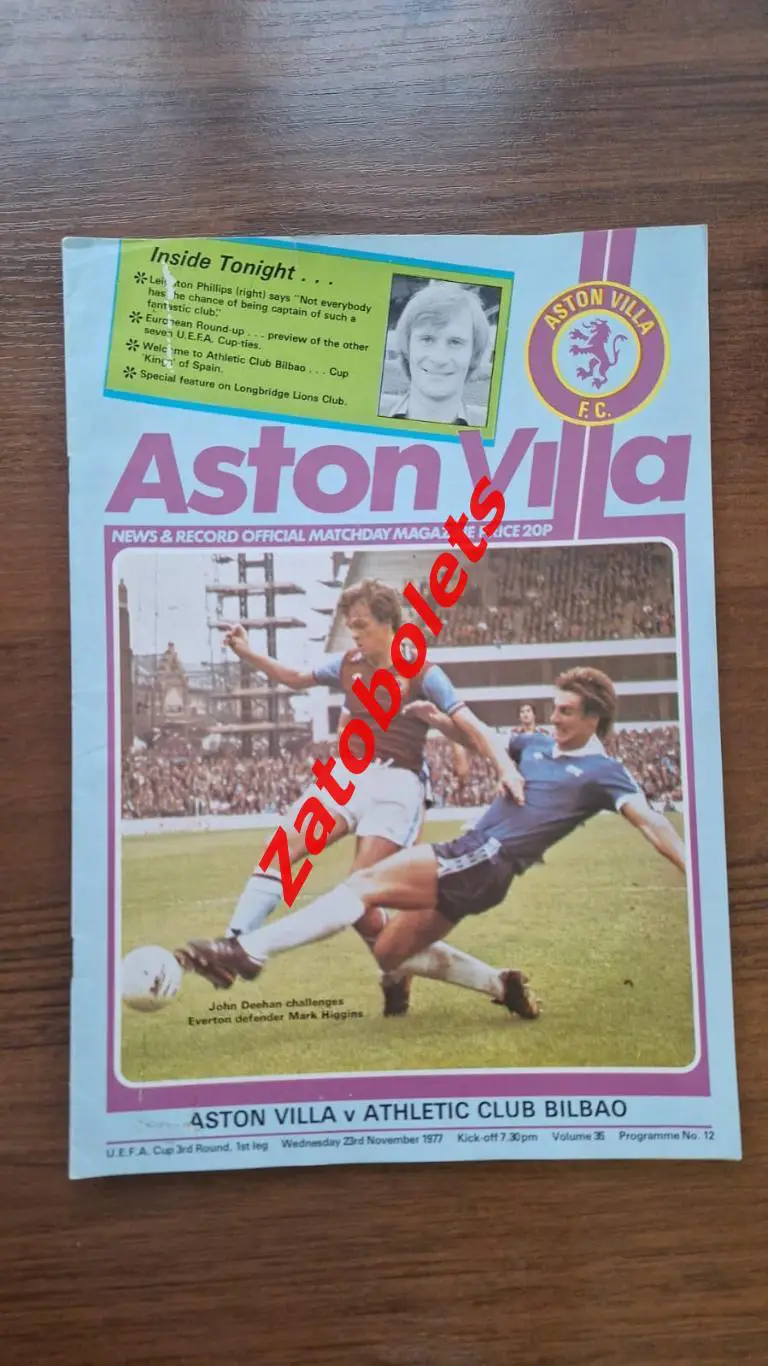 Inside Tonight . . .
Leighton Phillips (right) says "Not everybody
has the chance of being captain of such a
fantastic club."
European Round-up . . . preview of the other
seven U.E.F.A. Cup-ties.
Welcome to Athletic Club Bilbao . . . Cup
'Kings' of Spain.
Special feature on Longbridge Lions Club.
ASTON VILLA
F.C.
Aston Villa
NEWS & RECORD OFFICIAL MATCHDAY MAGAZINE PRICE 20P
Zatobolets
John Deehan challenges
Everton defender Mark Higgins
ASTON VILLA v ATHLETIC CLUB BILBAO
U.E.F.A. Cup 3rd Round, 1st leg Wednesday 23rd November 1977 Kick-off 7.30pm Volume 35 Programme No. 12